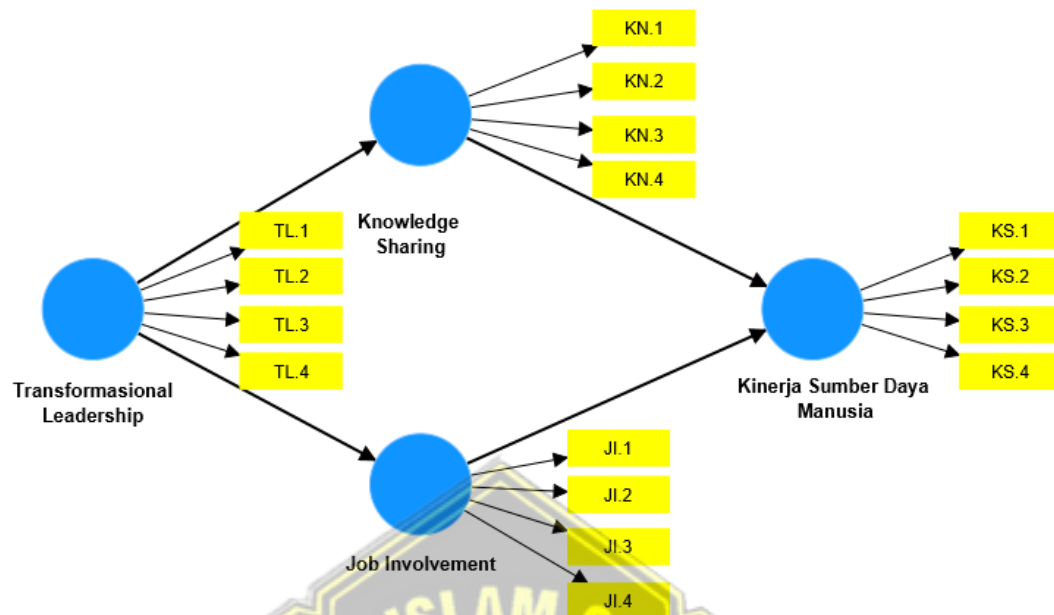 KN.1
KN.2
KN.3
KN.4
Knowledge
Sharing
TL.1
TL.2
TL.3
TL.4
Transformasional
Leadership
KS.1
KS.2
KS.3
KS.4
Kinerja Sumber Daya
Manusia
JI.1
JI.2
JI.3
JI.4
Job Involvement
ISLAM